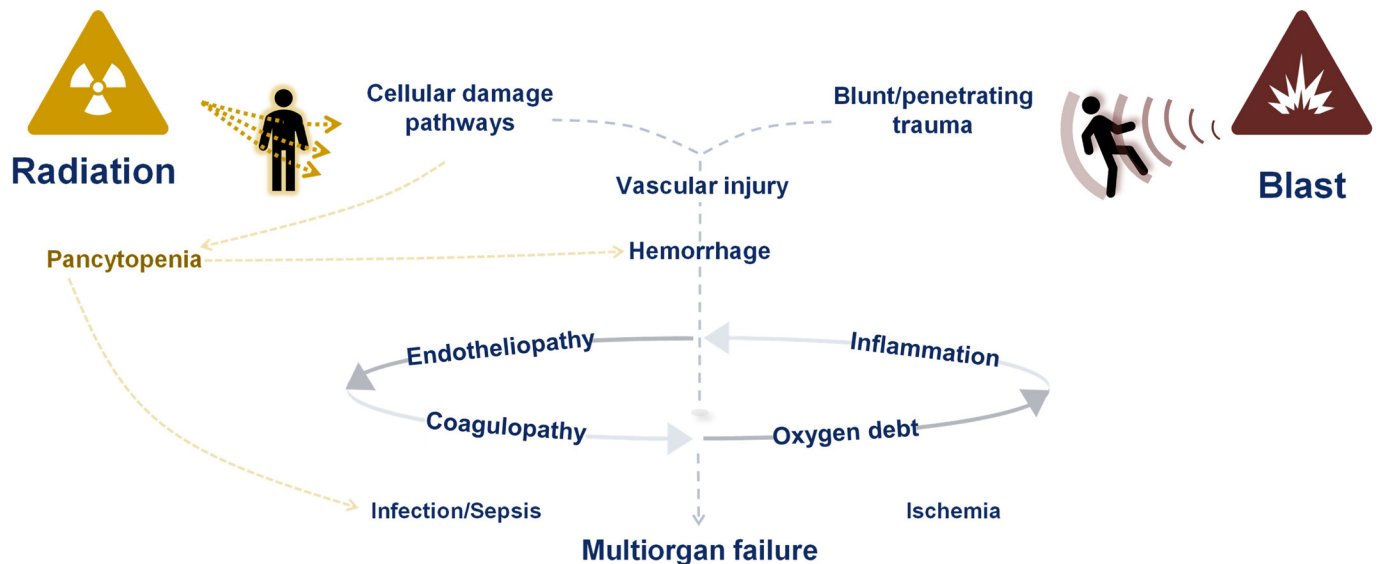 Radiation
Cellular damage
pathways
Blunt/penetrating
trauma
Blast
Vascular injury
Pancytopenia
Hemorrhage
Endotheliopathy
Inflammation
Coagulopathy
Oxygen debt
Infection/Sepsis
Ischemia
Multiorgan failure